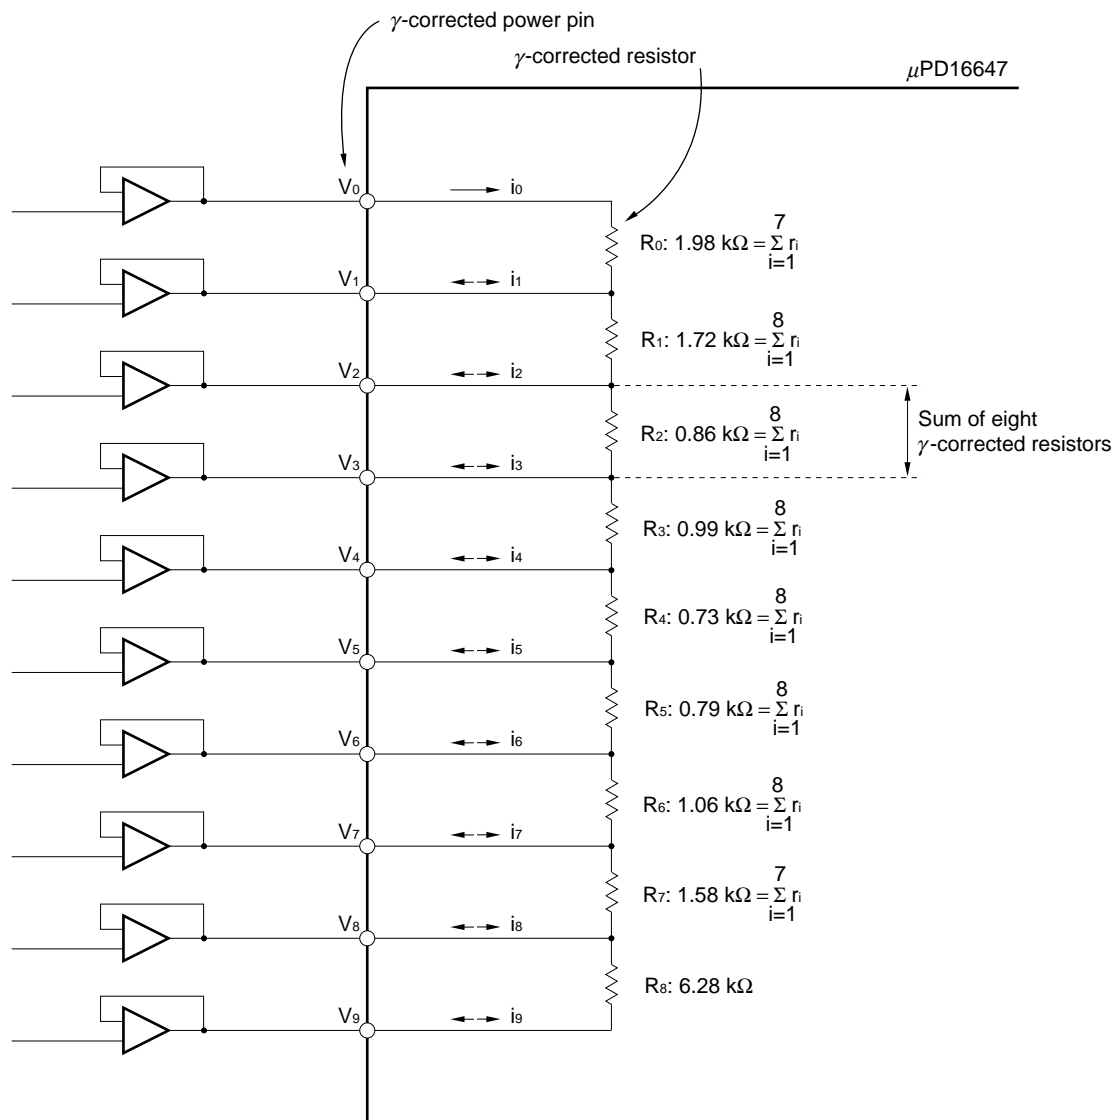 γ-corrected power pin
γ-corrected resistor
µPD16647
V0
i0
R0: 1.98 kΩ = 7 Σ ri i=1
V1
i1
R1: 1.72 kΩ = 8 Σ ri i=1
V2
i2
R2: 0.86 kΩ = 8 Σ ri i=1
Sum of eight
γ-corrected resistors
V3
i3
R3: 0.99 kΩ = 8 Σ ri i=1
V4
i4
R4: 0.73 kΩ = 8 Σ ri i=1
V5
i5
R5: 0.79 kΩ = 8 Σ ri i=1
V6
i6
R6: 1.06 kΩ = 8 Σ ri i=1
V7
i7
R7: 1.58 kΩ = 7 Σ ri i=1
V8
i8
R8: 6.28 kΩ
V9
i9